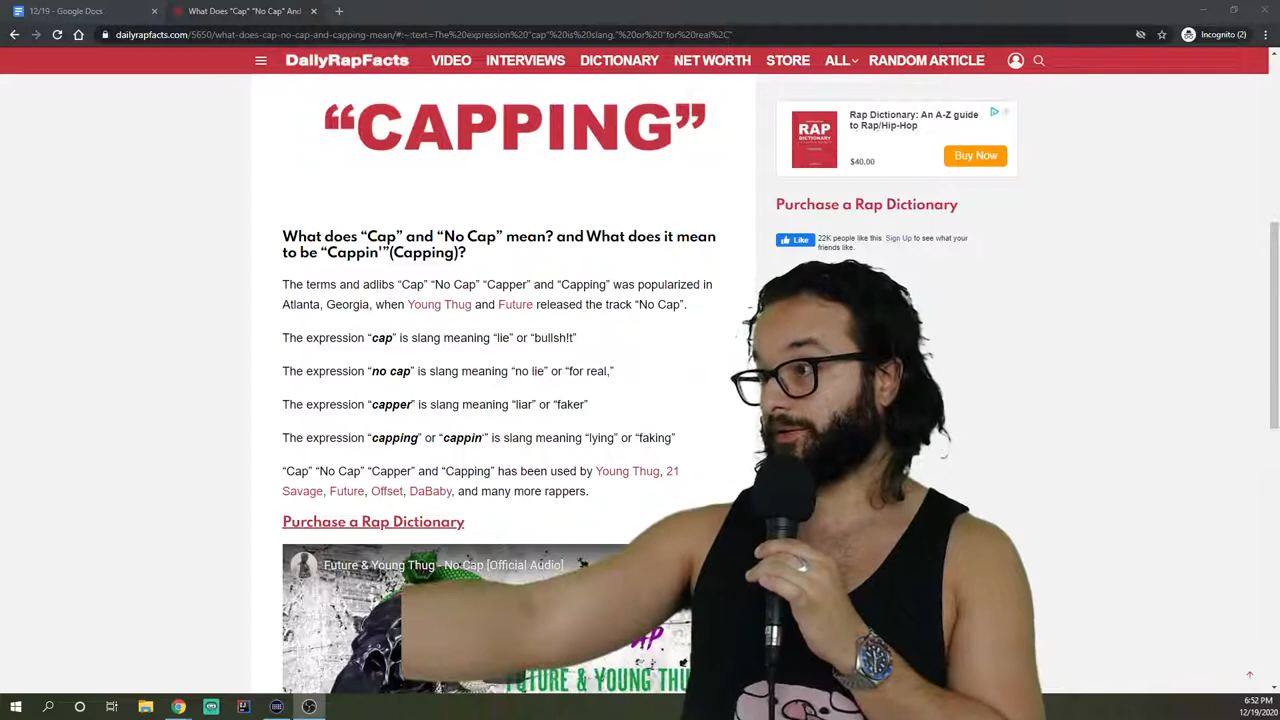 12/19 - Google Docs
What Does "Cap" "No Cap" And
dailyrapfacts.com/5650/what-does-cap-no-cap-and-capping-mean/#:~:text=The%20expression%20"cap"%20is%20slang,"%20or%20"for%20real%2C"
Incognito (2)
DailyRapFacts VIDEO INTERVIEWS DICTIONARY NET WORTH STORE ALL RANDOM ARTICLE
“CAPPING”
Rap Dictionary: An A-Z guide
to Rap/Hip-Hop
RAP
DICTIONARY
$40.00
Buy Now
Purchase a Rap Dictionary
Like
22K people like this. Sign Up to see what your
friends like.
What does “Cap” and “No Cap” mean? and What does it mean
to be “Cappin'”(Capping)?
The terms and adlibs “Cap” “No Cap” “Capper” and “Capping” was popularized in
Atlanta, Georgia, when Young Thug and Future released the track “No Cap”.
The expression “cap” is slang meaning “lie” or “bullsh!t”
The expression “no cap” is slang meaning “no lie” or “for real,”
The expression “capper” is slang meaning “liar” or “faker”
The expression “capping” or “cappin'” is slang meaning “lying” or “faking”
“Cap” “No Cap” “Capper” and “Capping” has been used by Young Thug, 21
Savage, Future, Offset, DaBaby, and many more rappers.
Purchase a Rap Dictionary
Future & Young Thug - No Cap [Official Audio]
FUTURE & YOUNG THU
6:52 PM
12/19/2020